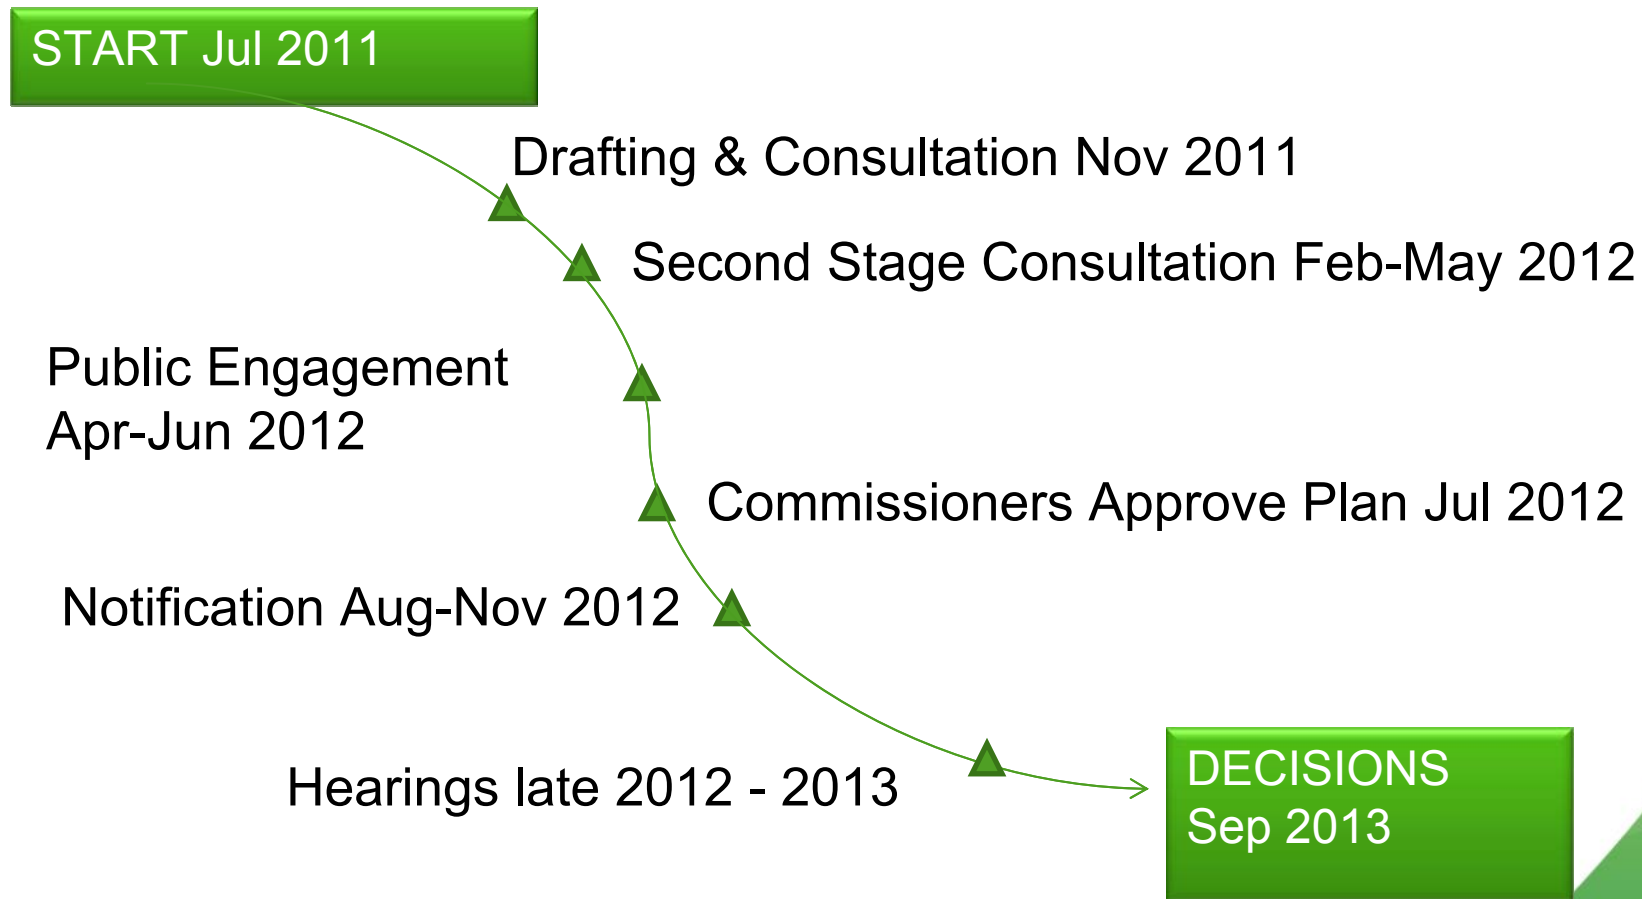 START Jul 2011
Drafting & Consultation Nov 2011
Second Stage Consultation Feb-May 2012
Public Engagement
Apr-Jun 2012
Commissioners Approve Plan Jul 2012
Notification Aug-Nov 2012
Hearings late 2012 - 2013
DECISIONS
Sep 2013